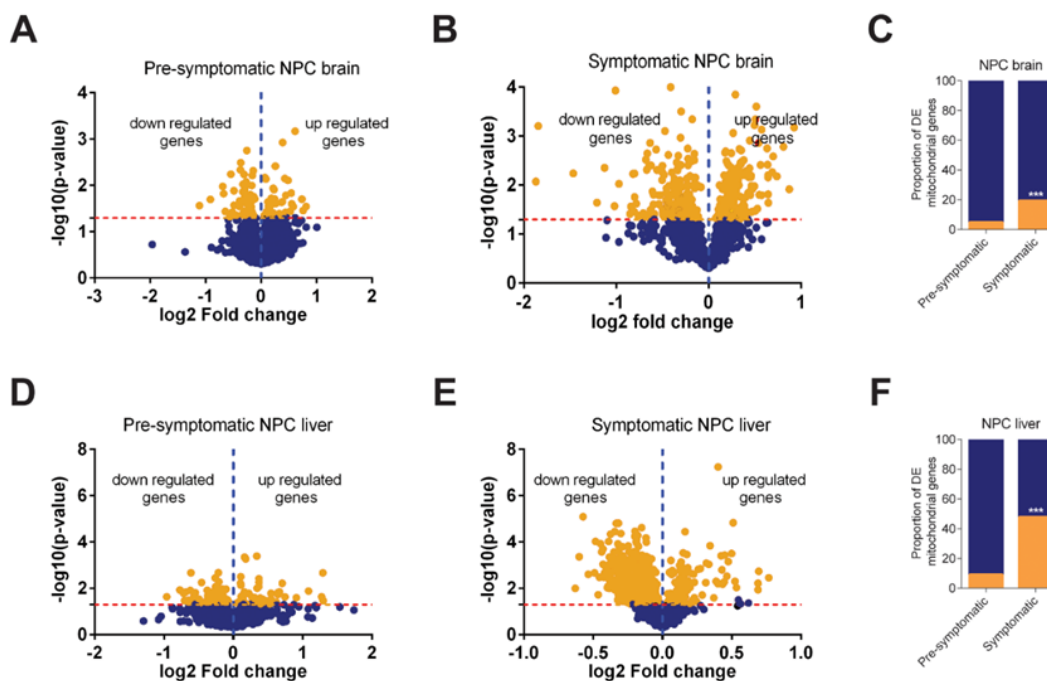 A
Pre-symptomatic NPC brain
4
3
2
1
0
-3
-2
-1
0
1
2
-log10(p-value)
log2 Fold change
down regulated
genes
up regulated
genes
B
Symptomatic NPC brain
4
3
2
1
0
-2
-1
0
1
-log10(p-value)
log2 fold change
down regulated
genes
up regulated
genes
C
NPC brain
100
80
60
40
20
0
Proportion of DE
mitochondrial genes
***
Pre-symptomatic
Symptomatic
D
Pre-symptomatic NPC liver
8
6
4
2
0
-2
-1
0
1
2
-log10(p-value)
log2 Fold change
down regulated
genes
up regulated
genes
E
Symptomatic NPC liver
8
6
4
2
0
-1.0
-0.5
0.0
0.5
1.0
-log10(p-value)
log2 Fold change
down regulated
genes
up regulated
genes
F
NPC liver
100
80
60
40
20
0
Proportion of DE
mitochondrial genes
***
Pre-symptomatic
Symptomatic